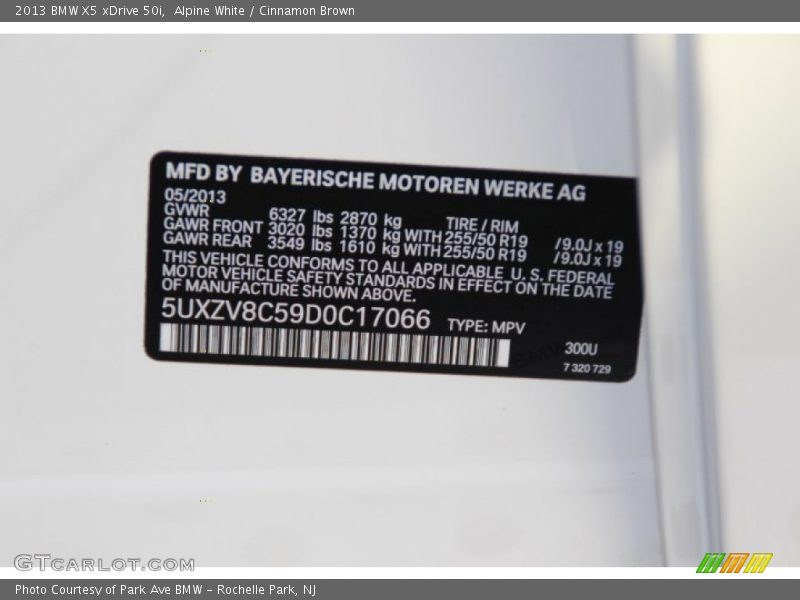 2013 BMW X5 xDrive 50i,  Alpine White / Cinnamon Brown
MFD BY BAYERISCHE MOTOREN WERKE AG
05/2013
GVWR 6327 lbs 2870 kg TIRE / RIM
GAWR FRONT 3020 lbs 1370 kg WITH 255/50 R19 /9.0J x 19
GAWR REAR 3549 lbs 1610 kg WITH 255/50 R19 /9.0J x 19
THIS VEHICLE CONFORMS TO ALL APPLICABLE U.S. FEDERAL
MOTOR VEHICLE SAFETY STANDARDS IN EFFECT ON THE DATE
OF MANUFACTURE SHOWN ABOVE.
5UXZV8C59D0C17066 TYPE: MPV
BMW
300U
7 320 729
GTCARLOT.COM
Photo Courtesy of Park Ave BMW - Rochelle Park, NJ